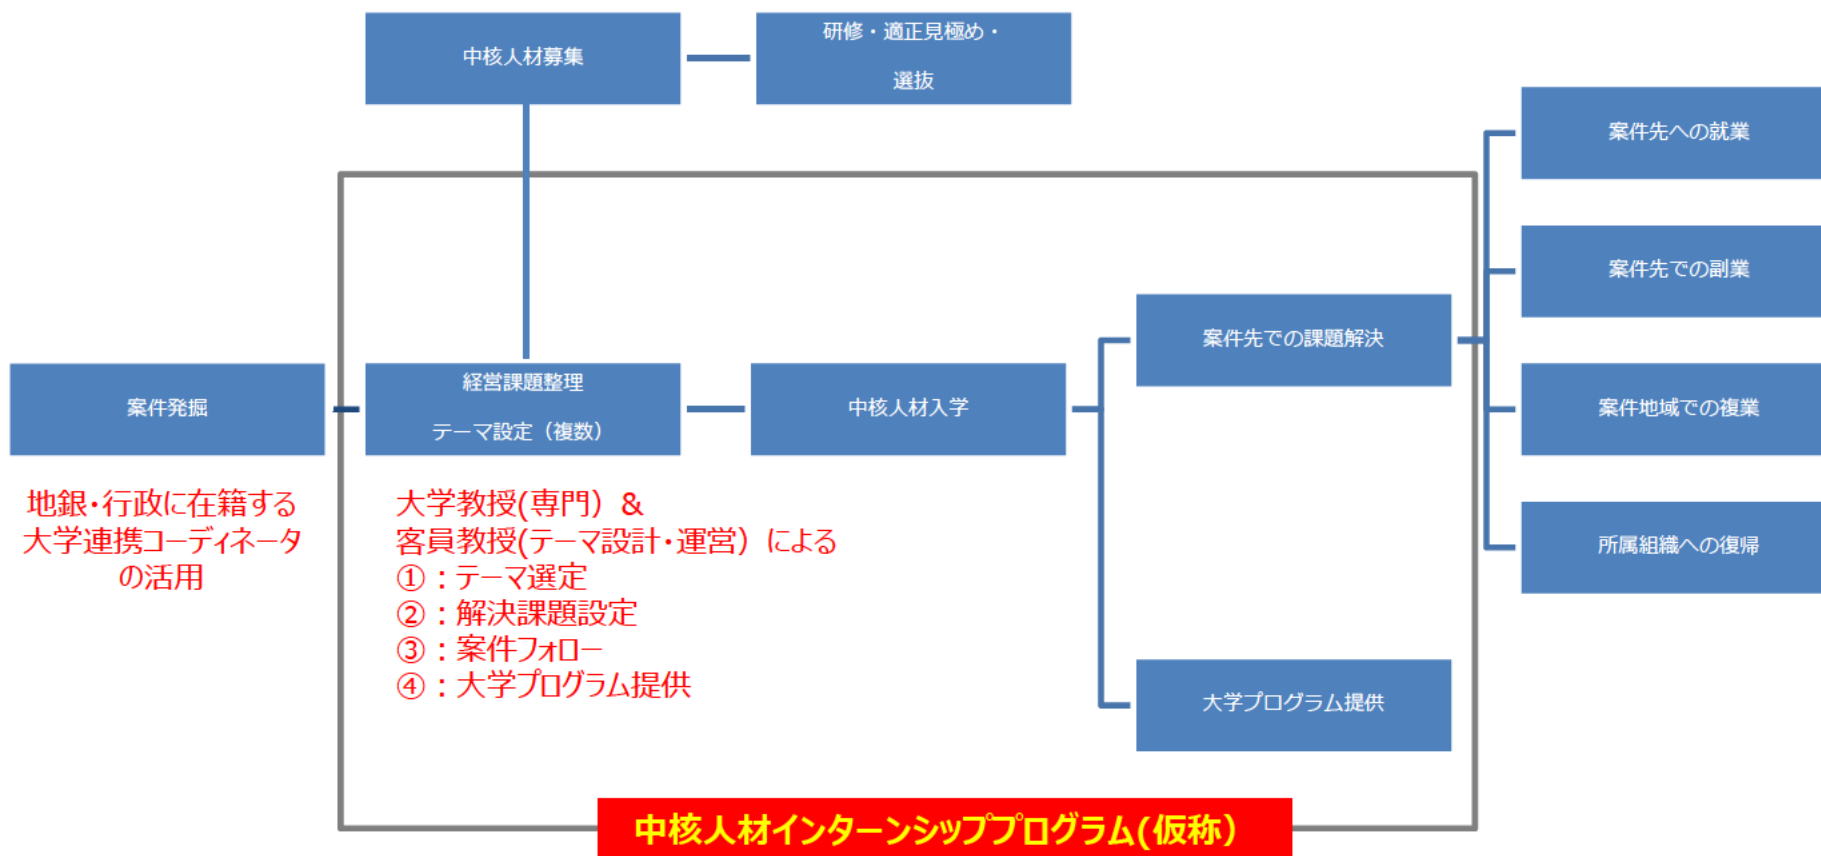 中核人材募集
研修・適正見極め・
選抜
案件先への就業
案件先での副業
案件先での課題解決
案件発掘
経営課題整理
テーマ設定（複数）
中核人材入学
案件地域での複業
地銀・行政に在籍する
大学連携コーディネータ
の活用
大学教授(専門）&
客員教授(テーマ設計・運営）による
①：テーマ選定
②：解決課題設定
③：案件フォロー
④：大学プログラム提供
所属組織への復帰
大学プログラム提供
中核人材インターンシッププログラム(仮称）